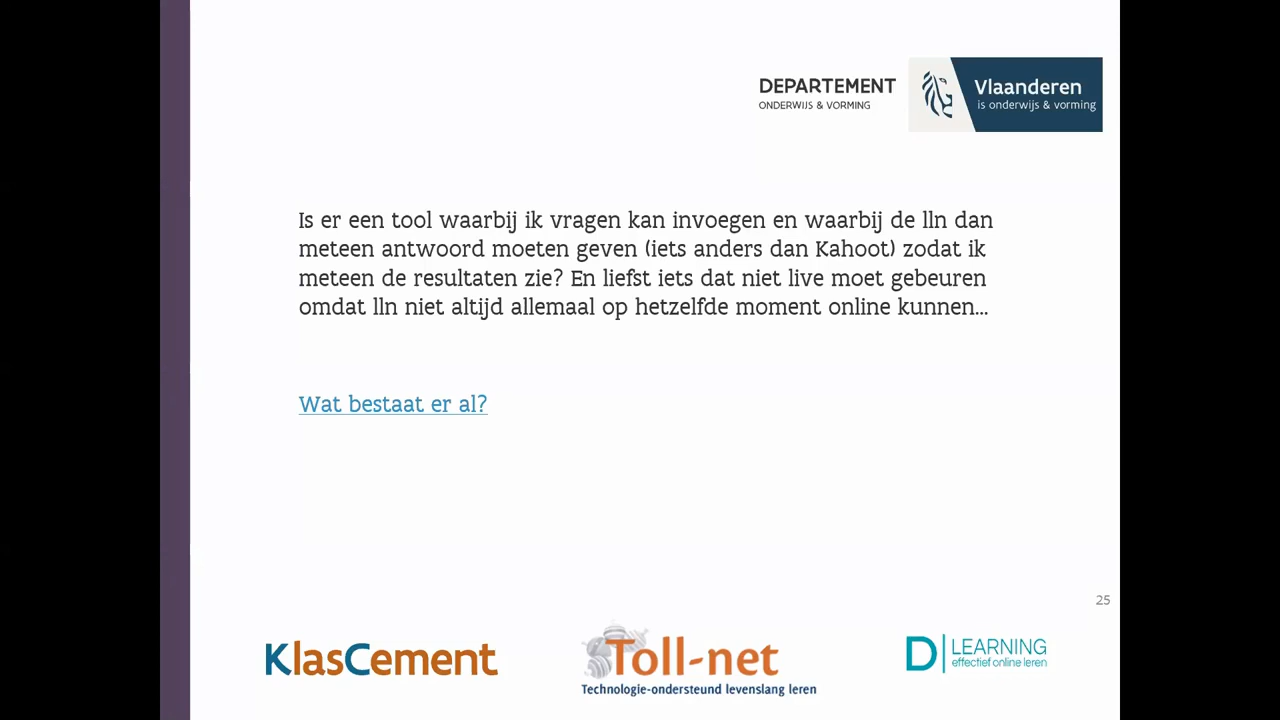 DEPARTEMENT
ONDERWIJS & VORMING
Vlaanderen
is onderwijs & vorming
Is er een tool waarbij ik vragen kan invoegen en waarbij de lln dan
meteen antwoord moeten geven (iets anders dan Kahoot) zodat ik
meteen de resultaten zie? En liefst iets dat niet live moet gebeuren
omdat lln niet altijd allemaal op hetzelfde moment online kunnen...
Wat bestaat er al?
25
KlasCement
Toll-net
Technologie-ondersteund levenslang leren
D LEARNING
effectief online leren